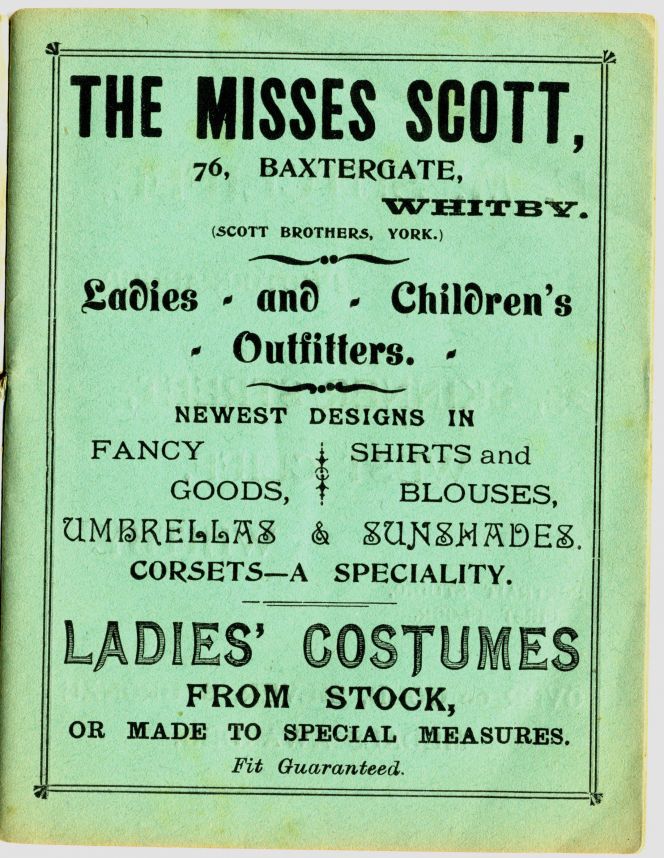 THE MISSES SCOTT,
76, BAXTERGATE,
WHITBY.
(SCOTT BROTHERS, YORK.)
Ladies - and - Children's
- Outfitters. -
NEWEST DESIGNS IN
FANCY
GOODS,
SHIRTS and
BLOUSES,
UMBRELLAS & SUNSHADES.
CORSETS—A SPECIALITY.
LADIES' COSTUMES
FROM STOCK,
OR MADE TO SPECIAL MEASURES.
Fit Guaranteed.